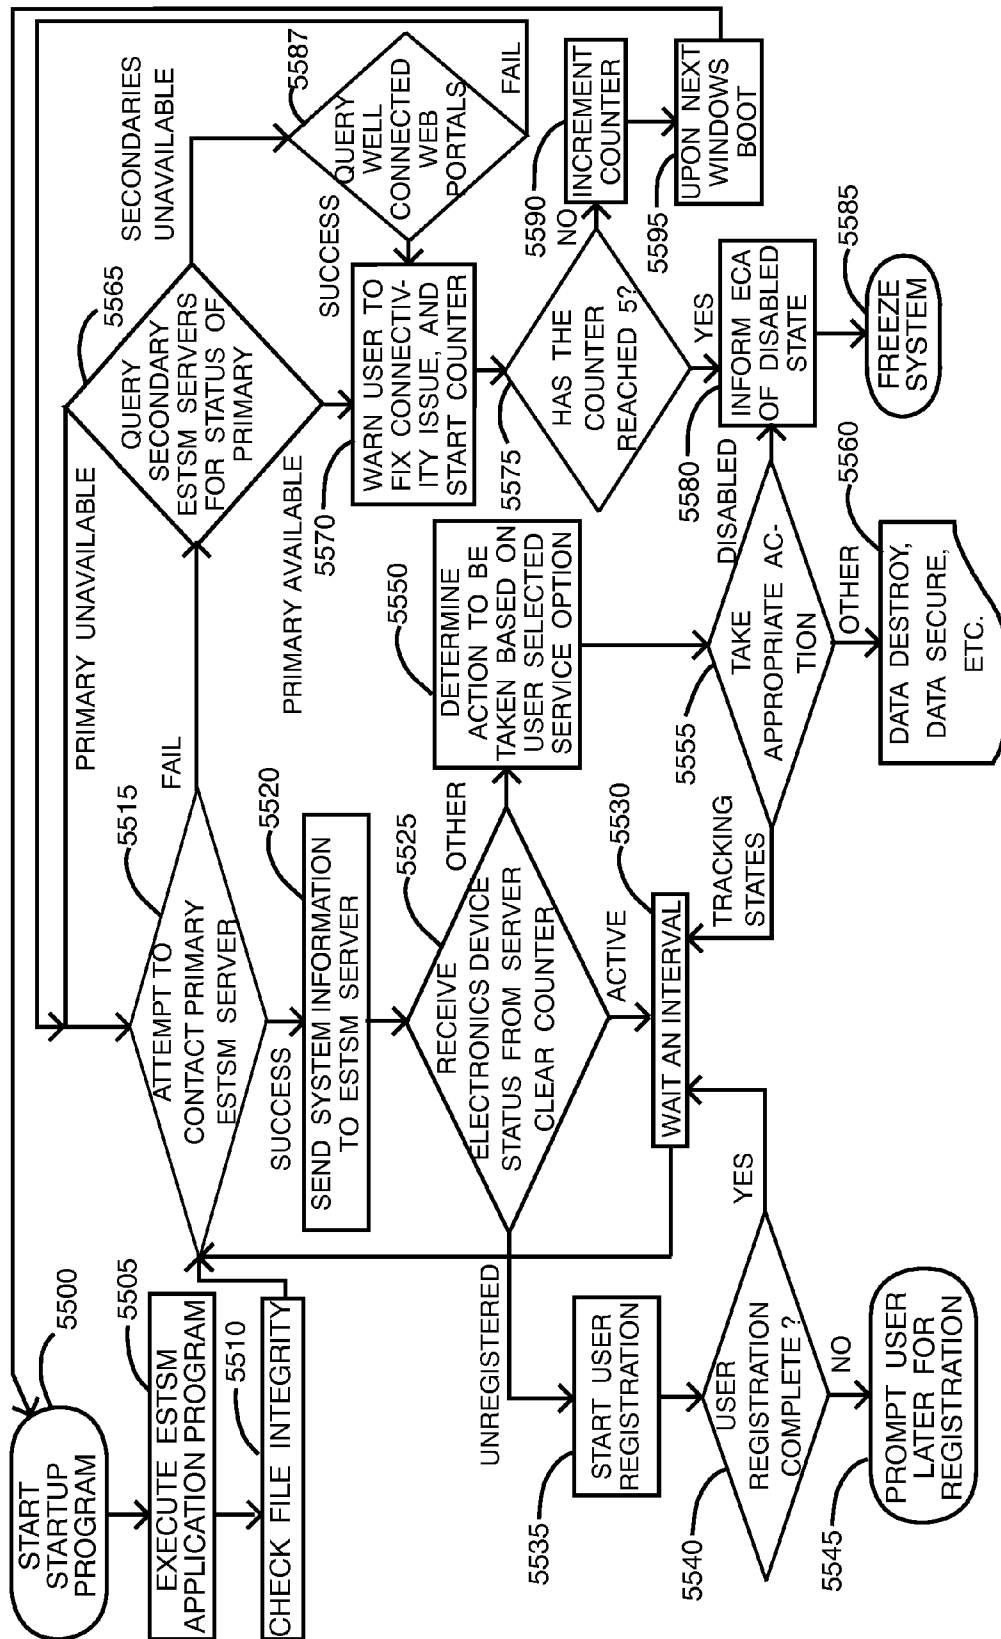 5500
START
STARTUP
PROGRAM
5505
EXECUTE ESTSM
APPLICATION PROGRAM
5510
CHECK FILE INTEGRITY
5515
ATTEMPT TO
CONTACT PRIMARY
ESTSM SERVER
FAIL
SUCCESS
PRIMARY UNAVAILABLE
5520
SEND SYSTEM INFORMATION
TO ESTSM SERVER
5525
RECEIVE
ELECTRONICS DEVICE
STATUS FROM SERVER
CLEAR COUNTER
UNREGISTERED
OTHER
ACTIVE
5530
WAIT AN INTERVAL
5535
START USER
REGISTRATION
5540
USER
REGISTRATION
COMPLETE ?
YES
NO
5545
PROMPT USER
LATER FOR
REGISTRATION
5550
DETERMINE
ACTION TO BE
TAKEN BASED ON
USER SELECTED
SERVICE OPTION
5555
TAKE
APPROPRIATE AC-
TION
TRACKING
STATES
DISABLED
OTHER
5560
DATA DESTROY,
DATA SECURE,
ETC.
5565
QUERY
SECONDARY
ESTSM SERVERS
FOR STATUS OF
PRIMARY
SECONDARIES
UNAVAILABLE
PRIMARY AVAILABLE
5587
QUERY
WELL
CONNECTED
WEB
PORTALS
FAIL
SUCCESS
5570
WARN USER TO
FIX CONNECTIV-
ITY ISSUE, AND
START COUNTER
5575
HAS THE
COUNTER
REACHED 5?
NO
YES
5590
INCREMENT
COUNTER
5595
UPON NEXT
WINDOWS
BOOT
5580
INFORM ECA
OF DISABLED
STATE
5585
FREEZE
SYSTEM